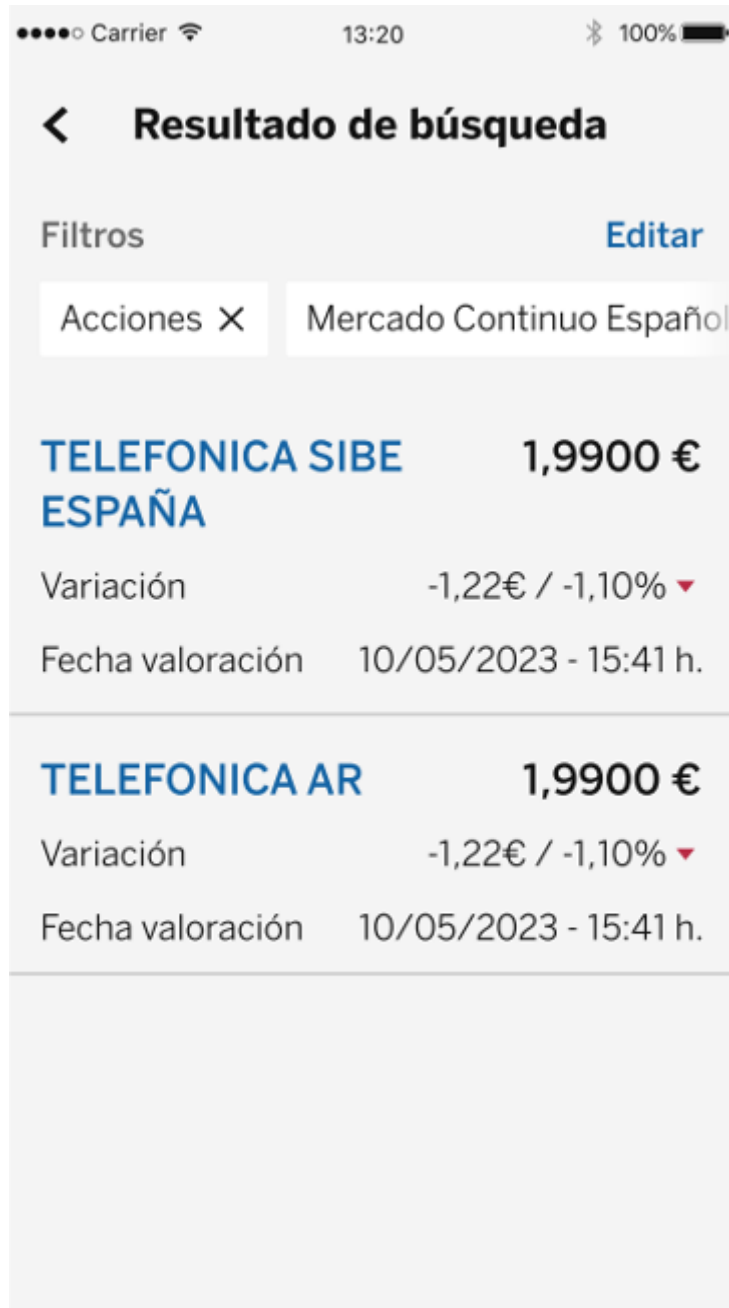 Carrier 13:20 100%
Resultado de búsqueda
Filtros Editar
Acciones X Mercado Continuo Español
TELEFONICA SIBE 1,9900 €
ESPAÑA
Variación -1,22€ / -1,10%
Fecha valoración 10/05/2023 - 15:41 h.
TELEFONICA AR 1,9900 €
Variación -1,22€ / -1,10%
Fecha valoración 10/05/2023 - 15:41 h.